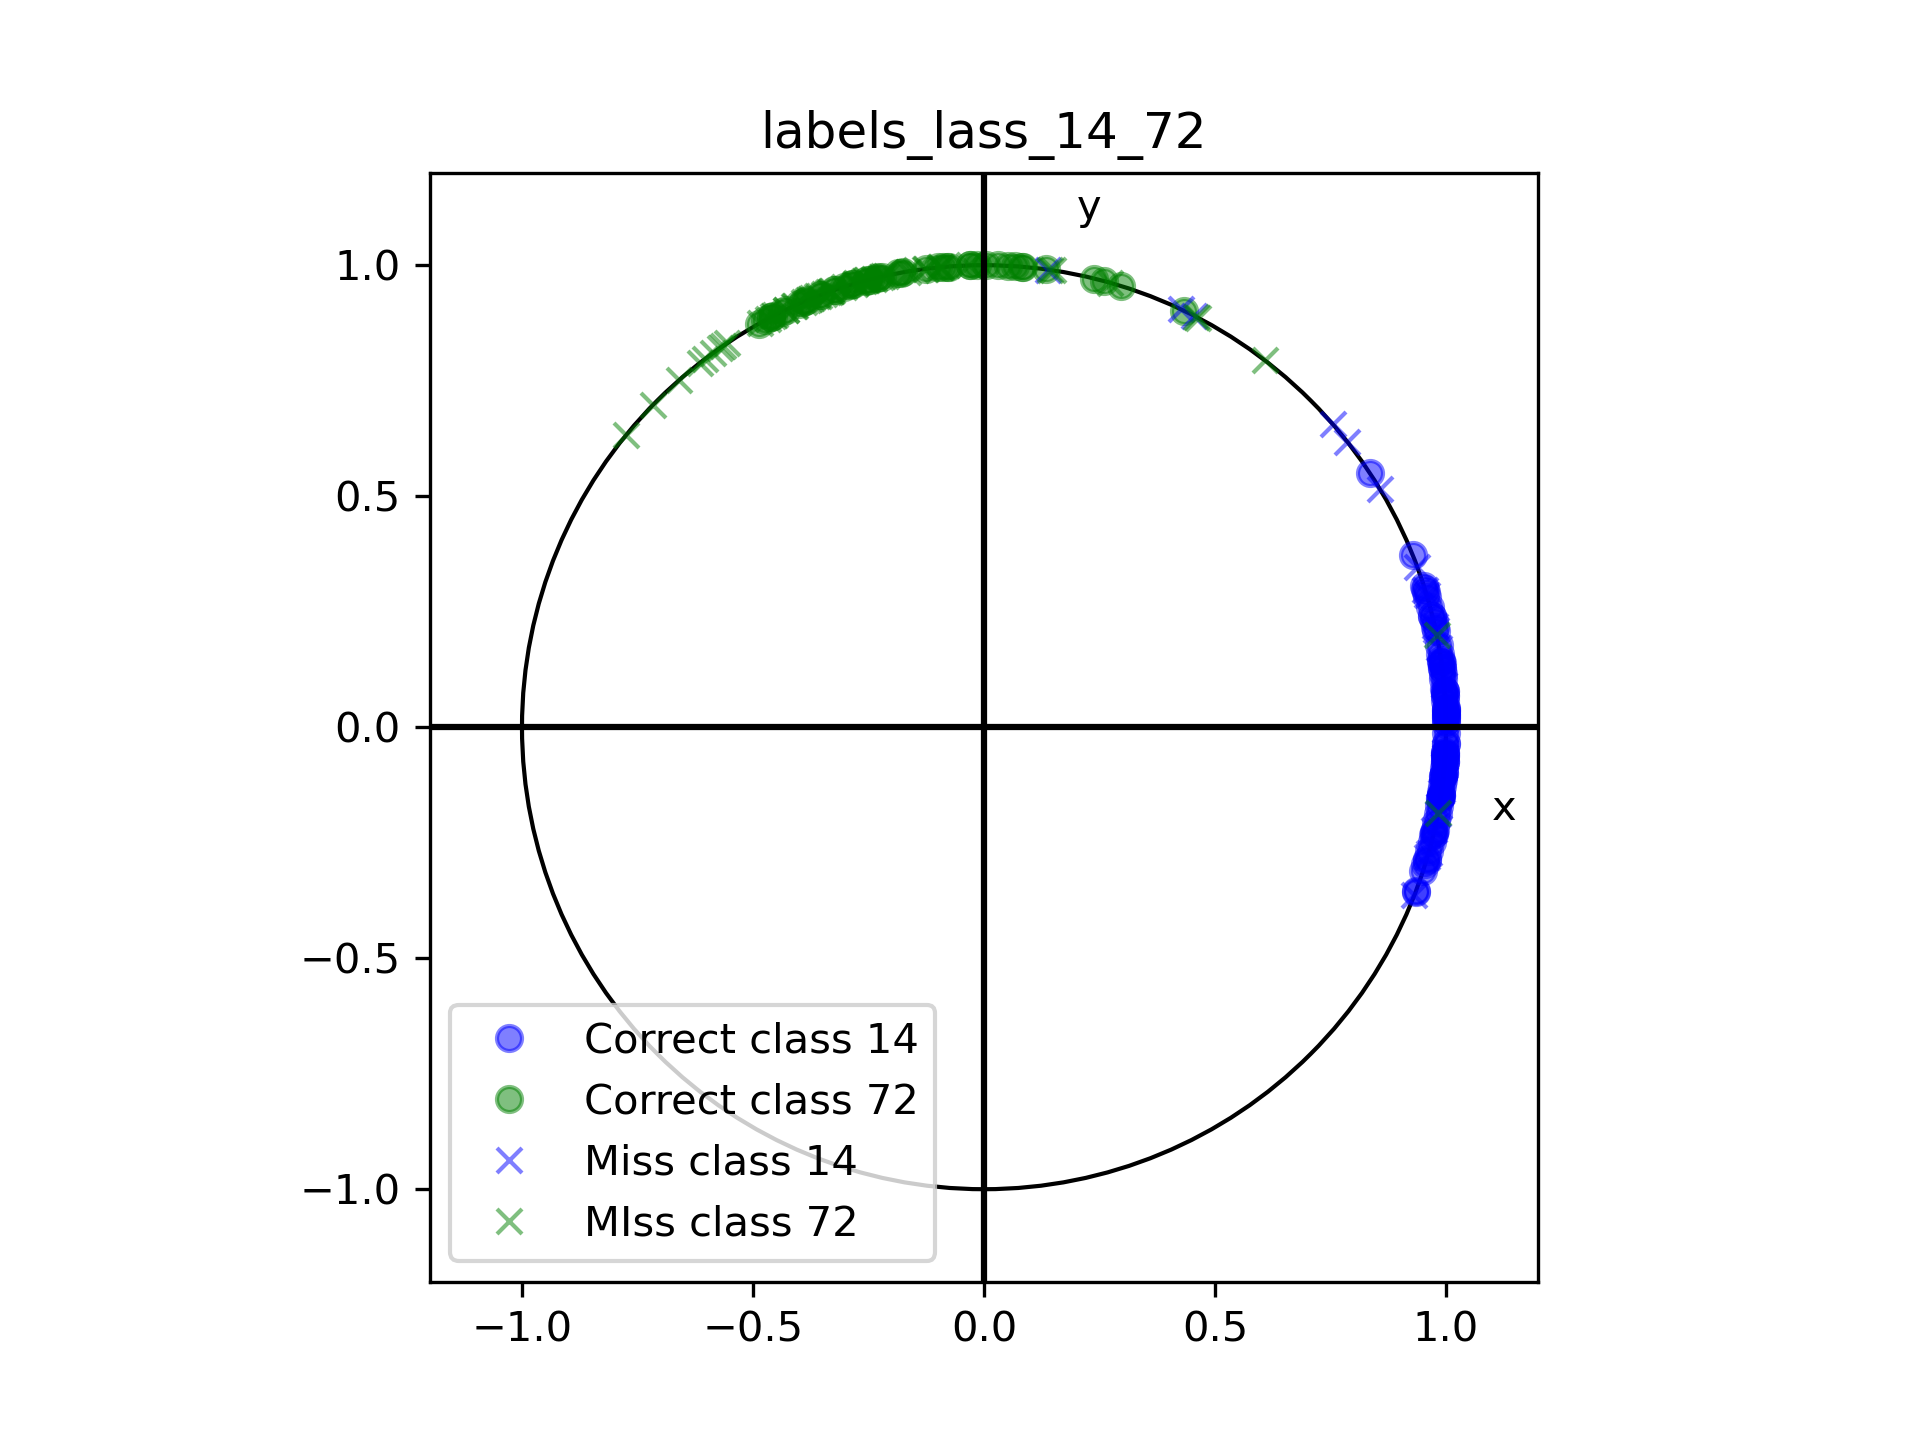 labels_lass_14_72
y
1.0
0.5
0.0
x
−0.5
−1.0
Correct class 14
Correct class 72
Miss class 14
MIss class 72
−1.0 −0.5 0.0 0.5 1.0